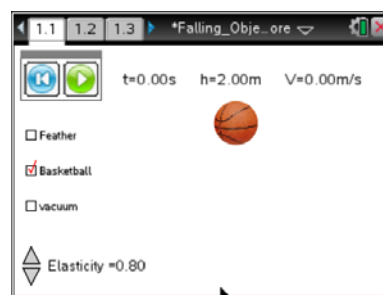 1.1 1.2 1.3 *Falling_Obje…ore
t=0.00s h=2.00m V=0.00m/s
Feather
Basketball
vacuum
Elasticity =0.80